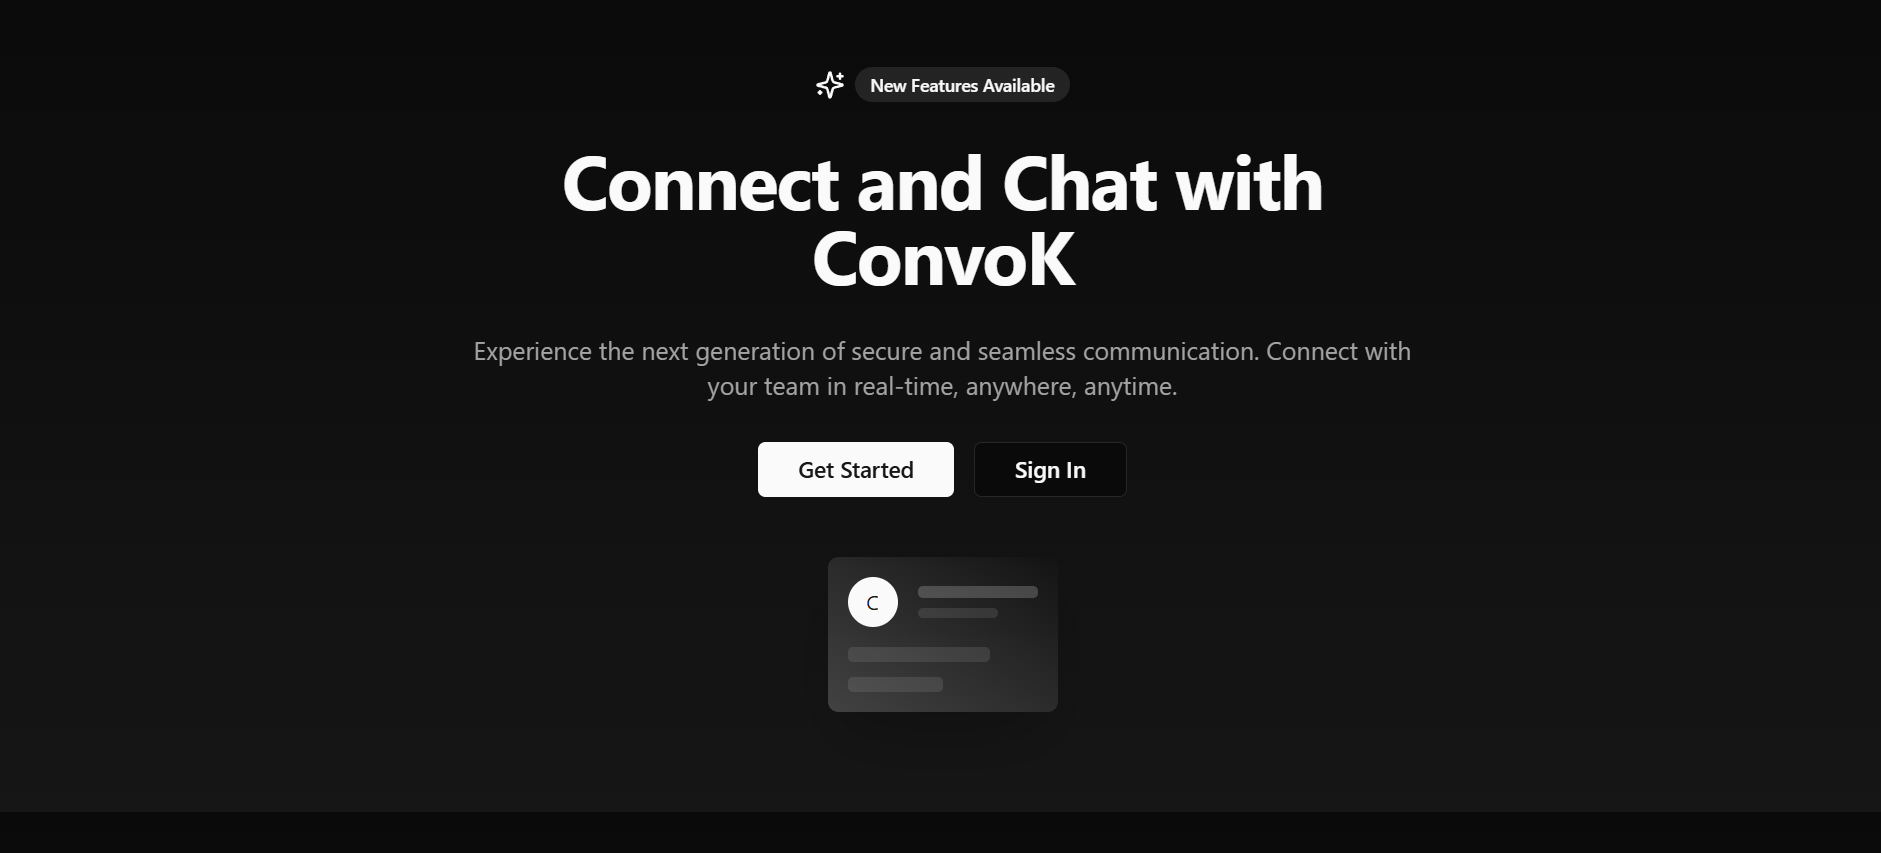 New Features Available
Connect and Chat with
ConvoK
Experience the next generation of secure and seamless communication. Connect with
your team in real-time, anywhere, anytime.
Get Started
Sign In
C